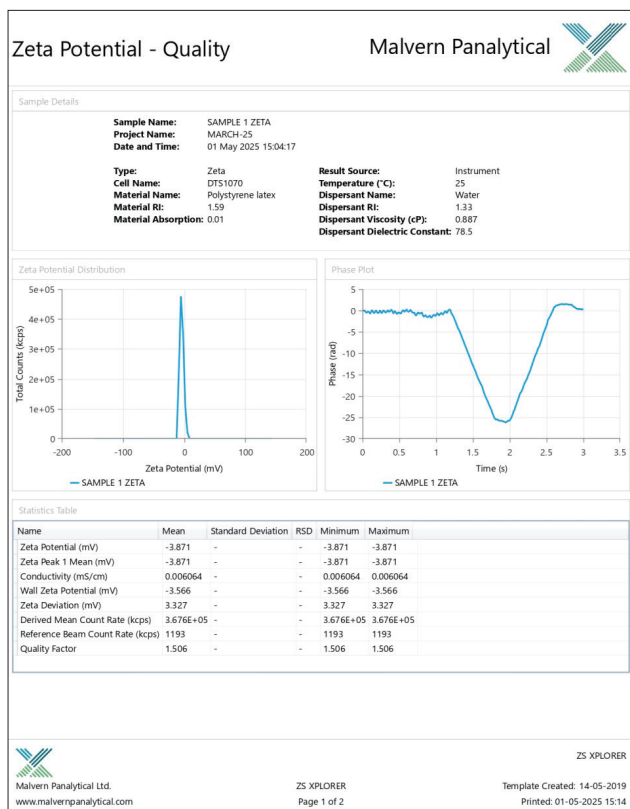 Zeta Potential - Quality
Malvern Panalytical
Sample Details
Sample Name: SAMPLE 1 ZETA
Project Name: MARCH-25
Date and Time: 01 May 2025 15:04:17
Type: Zeta
Cell Name: DTS1070
Material Name: Polystyrene latex
Material RI: 1.59
Material Absorption: 0.01
Result Source: Instrument
Temperature (°C): 25
Dispersant Name: Water
Dispersant RI: 1.33
Dispersant Viscosity (cP): 0.887
Dispersant Dielectric Constant: 78.5
Zeta Potential Distribution
Total Counts (kcps)
5e+05
4e+05
3e+05
2e+05
1e+05
0
-200 -100 0 100 200
Zeta Potential (mV)
SAMPLE 1 ZETA
Phase Plot
Phase (rad)
5
0
-5
-10
-15
-20
-25
-30
0 0.5 1 1.5 2 2.5 3 3.5
Time (s)
SAMPLE 1 ZETA
Statistics Table
Name Mean Standard Deviation RSD Minimum Maximum
Zeta Potential (mV) -3.871 - - -3.871 -3.871
Zeta Peak 1 Mean (mV) -3.871 - - -3.871 -3.871
Conductivity (mS/cm) 0.006064 - - 0.006064 0.006064
Wall Zeta Potential (mV) -3.566 - - -3.566 -3.566
Zeta Deviation (mV) 3.327 - - 3.327 3.327
Derived Mean Count Rate (kcps) 3.676E+05 - - 3.676E+05 3.676E+05
Reference Beam Count Rate (kcps) 1193 - - 1193 1193
Quality Factor 1.506 - - 1.506 1.506
ZS XPLORER
Malvern Panalytical Ltd. ZS XPLORER Template Created: 14-05-2019
www.malvernpanalytical.com Page 1 of 2 Printed: 01-05-2025 15:14